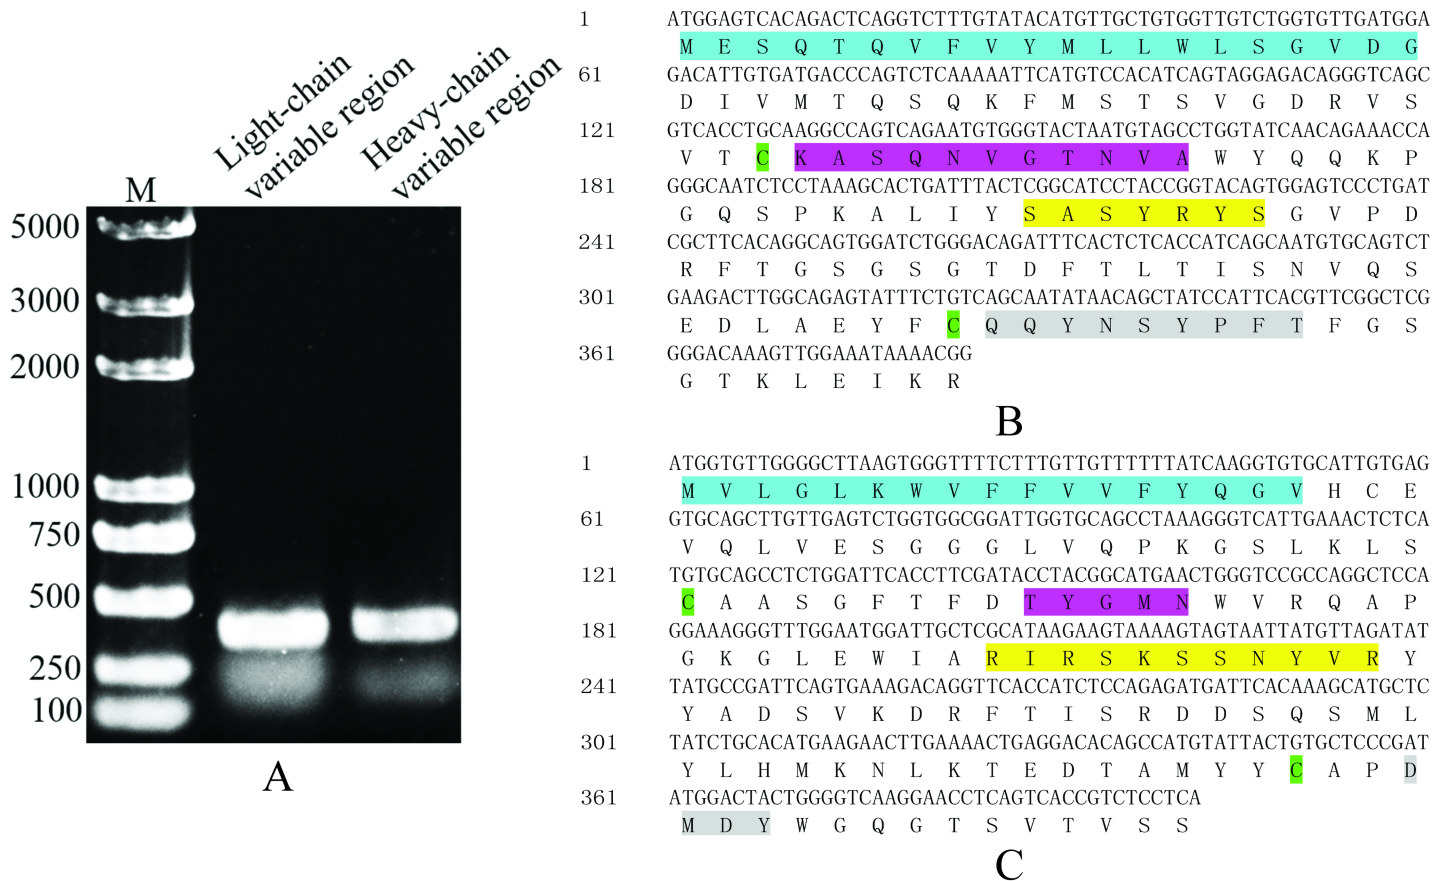 Light-chain
variable region
Heavy-chain
variable region
M
5000
3000
2000
1000
750
500
250
100
A
1 ATGGAGTCACAGACTCAGGTCTTTGTATACATGTTGCTGTGGTTGTCTGGTGTTGATGGA
M E S Q T Q V F V Y M L L W L S G V D G
61 GACATTGTGATGACCCAGTCTCAAAAATTCATGTCCACATCAGTAGGAGACAGGGTCAGC
D I V M T Q S Q K F M S T S V G D R V S
121 GTCACCTGCAAGGCCAGTCAGAATGTGGGTACTAATGTAGCCTGGTATCAACAGAAACCA
V T C K A S Q N V G T N V A W Y Q Q K P
181 GGGCAATCTCCTAAAGCACTGATTTACTCGGCATCCTACCGGTACAGTGGAGTCCCTGAT
G Q S P K A L I Y S A S Y R Y S G V P D
241 CGCTTCACAGGCAGTGGATCTGGGACAGATTTCACTCTCACCATCAGCAATGTGCAGTCT
R F T G S G S G T D F T L T I S N V Q S
301 GAAGACTTGGCAGAGTATTTCTGTCAGCAATATAACAGCTATCCATTCACGTTCGGCTCG
E D L A E Y F C Q Q Y N S Y P F T F G S
361 GGGACAAAGTTGGAAATAAAACGG
G T K L E I K R
B
1 ATGGTGTTGGGGCTTAAGTGGGTTTTCTTTGTTGTTTTTTATCAAGGTGTGCATTGTGAG
M V L G L K W V F F V V F Y Q G V H C E
61 GTGCAGCTTGTTGAGTCTGGTGGCGGATTGGTGCAGCCTAAAGGGTCATTGAAACTCTCA
V Q L V E S G G G L V Q P K G S L K L S
121 TGTGCAGCCTCTGGATTCACCTTCGATACCTACGGCATGAACTGGGTCCGCCAGGCTCCA
C A A S G F T F D T Y G M N W V R Q A P
181 GGAAAGGGTTTGGAATGGATTGCTCGCATAAGAAGTAAAAGTAGTAATTATGTTAGATAT
G K G L E W I A R I R S K S S N Y V R Y
241 TATGCCGATTCAGTGAAAGACAGGTTCACCATCTCCAGAGATGATTCACAAAGCATGCTC
Y A D S V K D R F T I S R D D S Q S M L
301 TATCTGCACATGAAGAACTTGAAAACTGAGGACACAGCCATGTATTACTGTGCTCCCGAT
Y L H M K N L K T E D T A M Y Y C A P D
361 ATGGACTACTGGGGTCAAGGAACCTCAGTCACCGTCTCCTCA
M D Y W G Q G T S V T V S S
C